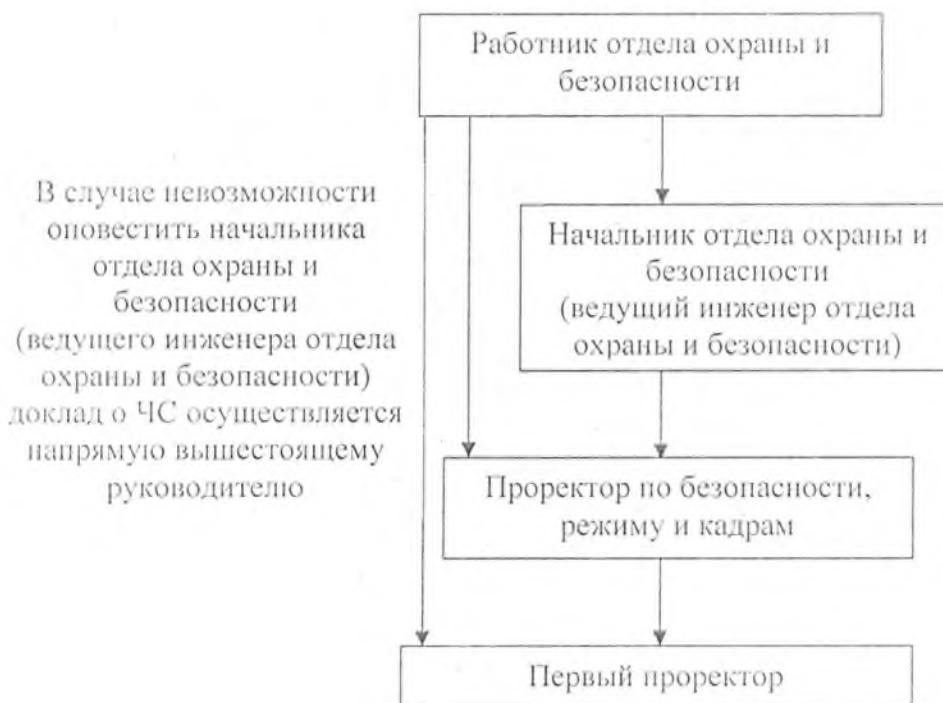 Работник отдела охраны и
безопасности
В случае невозможности
оповестить начальника
отдела охраны и
безопасности
(ведущего инженера отдела
охраны и безопасности)
доклад о ЧС осуществляется
напрямую вышестоящему
руководителю
Начальник отдела охраны и
безопасности
(ведущий инженер отдела
охраны и безопасности)
Проректор по безопасности,
режиму и кадрам
Первый проректор